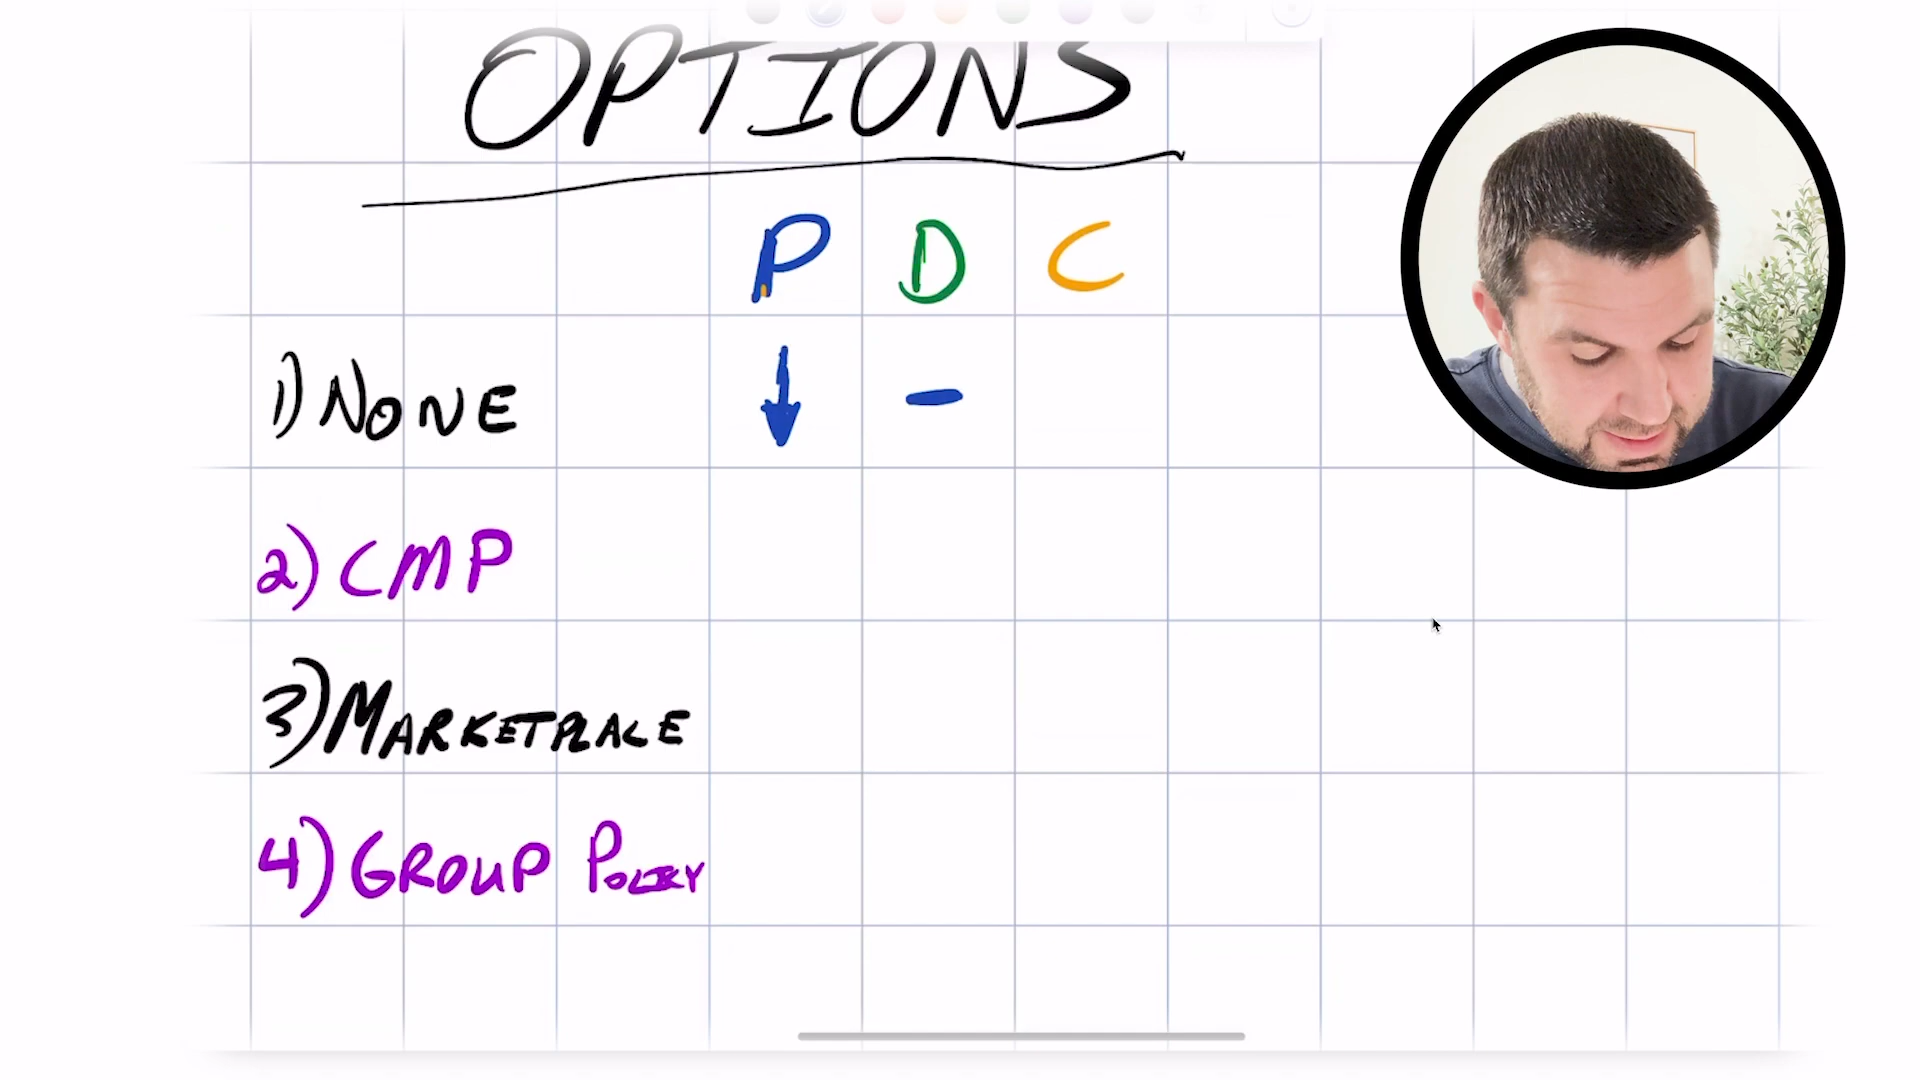 OPTIONS
P D C
1) NONE -
2) CMP
3) MARKETPLACE
4) GROUP POLICY